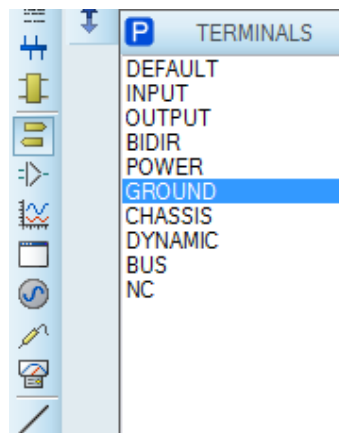 P TERMINALS
DEFAULT
INPUT
OUTPUT
BIDIR
POWER
GROUND
CHASSIS
DYNAMIC
BUS
NC